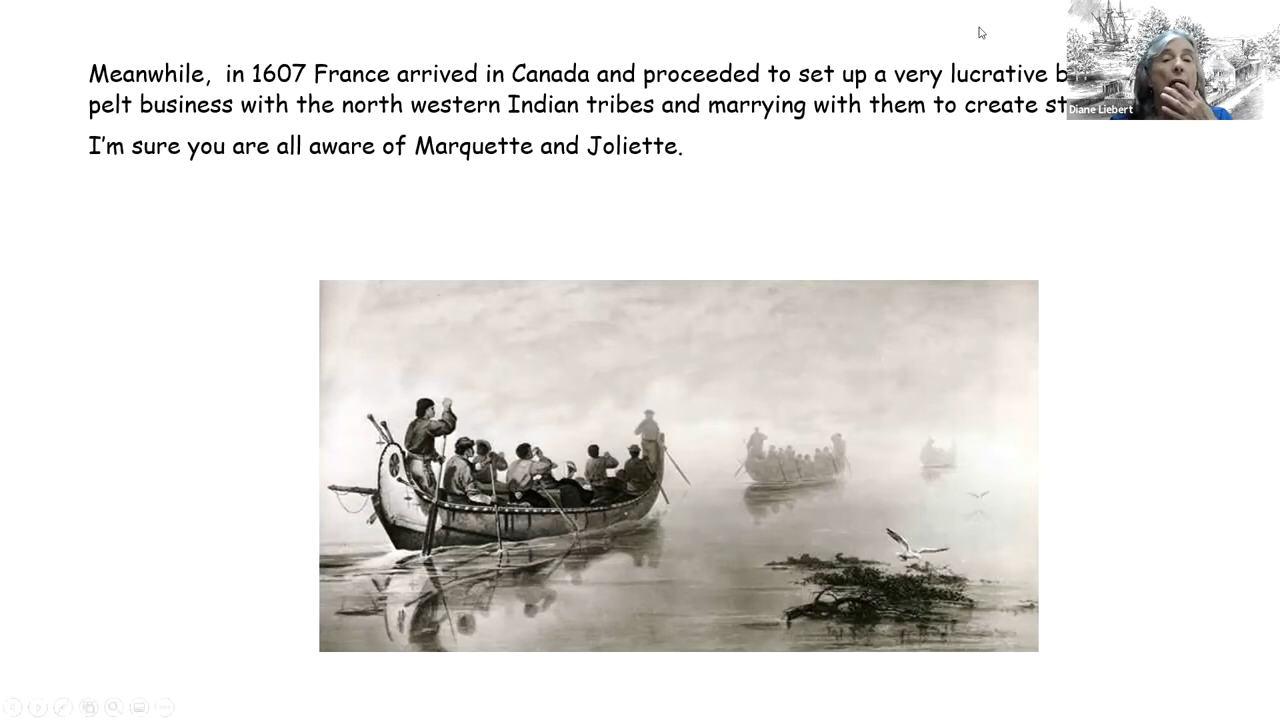 Meanwhile,  in 1607 France arrived in Canada and proceeded to set up a very lucrative
pelt business with the north western Indian tribes and marrying with them to create
I'm sure you are all aware of Marquette and Joliette.
Diane Liebert